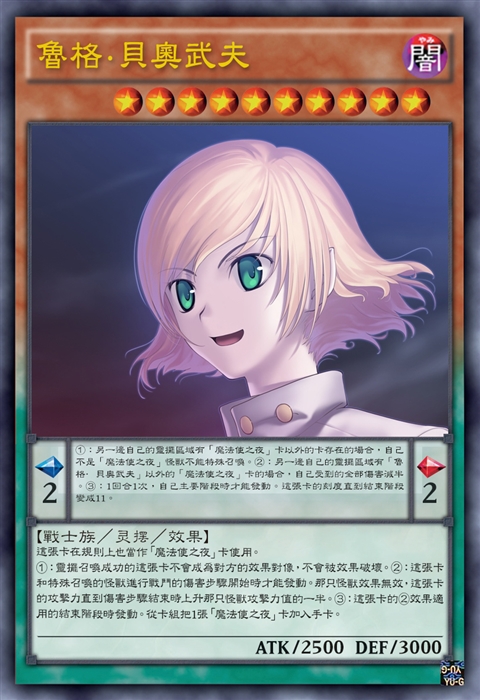 魯格·貝奧武夫
やみ
闇
①：另一邊自己的靈擺區域有「魔法使之夜」卡以外的卡存在的場合，自己
不是「魔法使之夜」怪獸不能特殊召喚。②：另一邊自己的靈擺區域有「魯
格·貝奧武夫」以外的「魔法使之夜」卡的場合，自己受到的全部傷害減半
。③：1回合1次，自己主要階段時才能發動。這張卡的刻度直到結束階段
變成11。
2
2
【戰士族／灵摆／效果】
這張卡在規則上也當作「魔法使之夜」卡使用。
①：靈擺召喚成功的這張卡不會成為對方的效果對像，不會被效果破壞。②：這張卡
和特殊召喚的怪獸進行戰鬥的傷害步驟開始時才能發動。那只怪獸效果無效，這張卡
的攻擊力直到傷害步驟結束時上升那只怪獸攻擊力值的一半。③：這張卡的②效果適
用的結束階段時發動。從卡組把1張「魔法使之夜」卡加入手卡。
ATK/2500 DEF/3000
YU-G